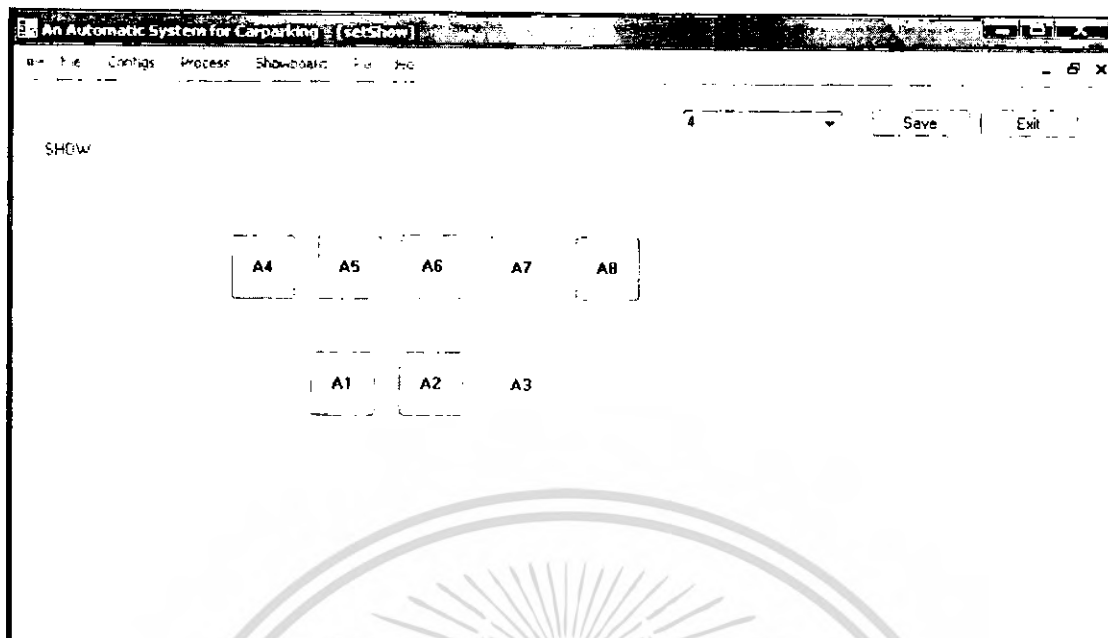 An Automatic System for Carparking - [setShow]
File Configs Process Showboard
4 Save Exit
SHOW
A4 A5 A6 A7 A8
A1 A2 A3